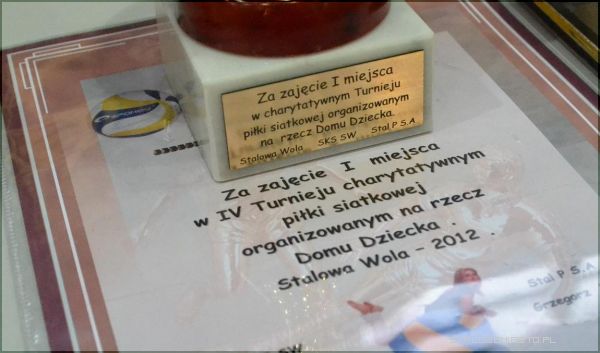 Za zajęcie I miejsca
w charytatywnym Turnieju
piłki siatkowej organizowanym
na rzecz Domu Dziecka.
Stalowa Wola SKS SW Stal P S.A
Za zajęcie I miejsca
w IV Turnieju charytatywnym
piłki siatkowej
organizowanym na rzecz
Domu Dziecka .
Stalowa Wola - 2012 .
Stal P S.A
Grzegorz
SW